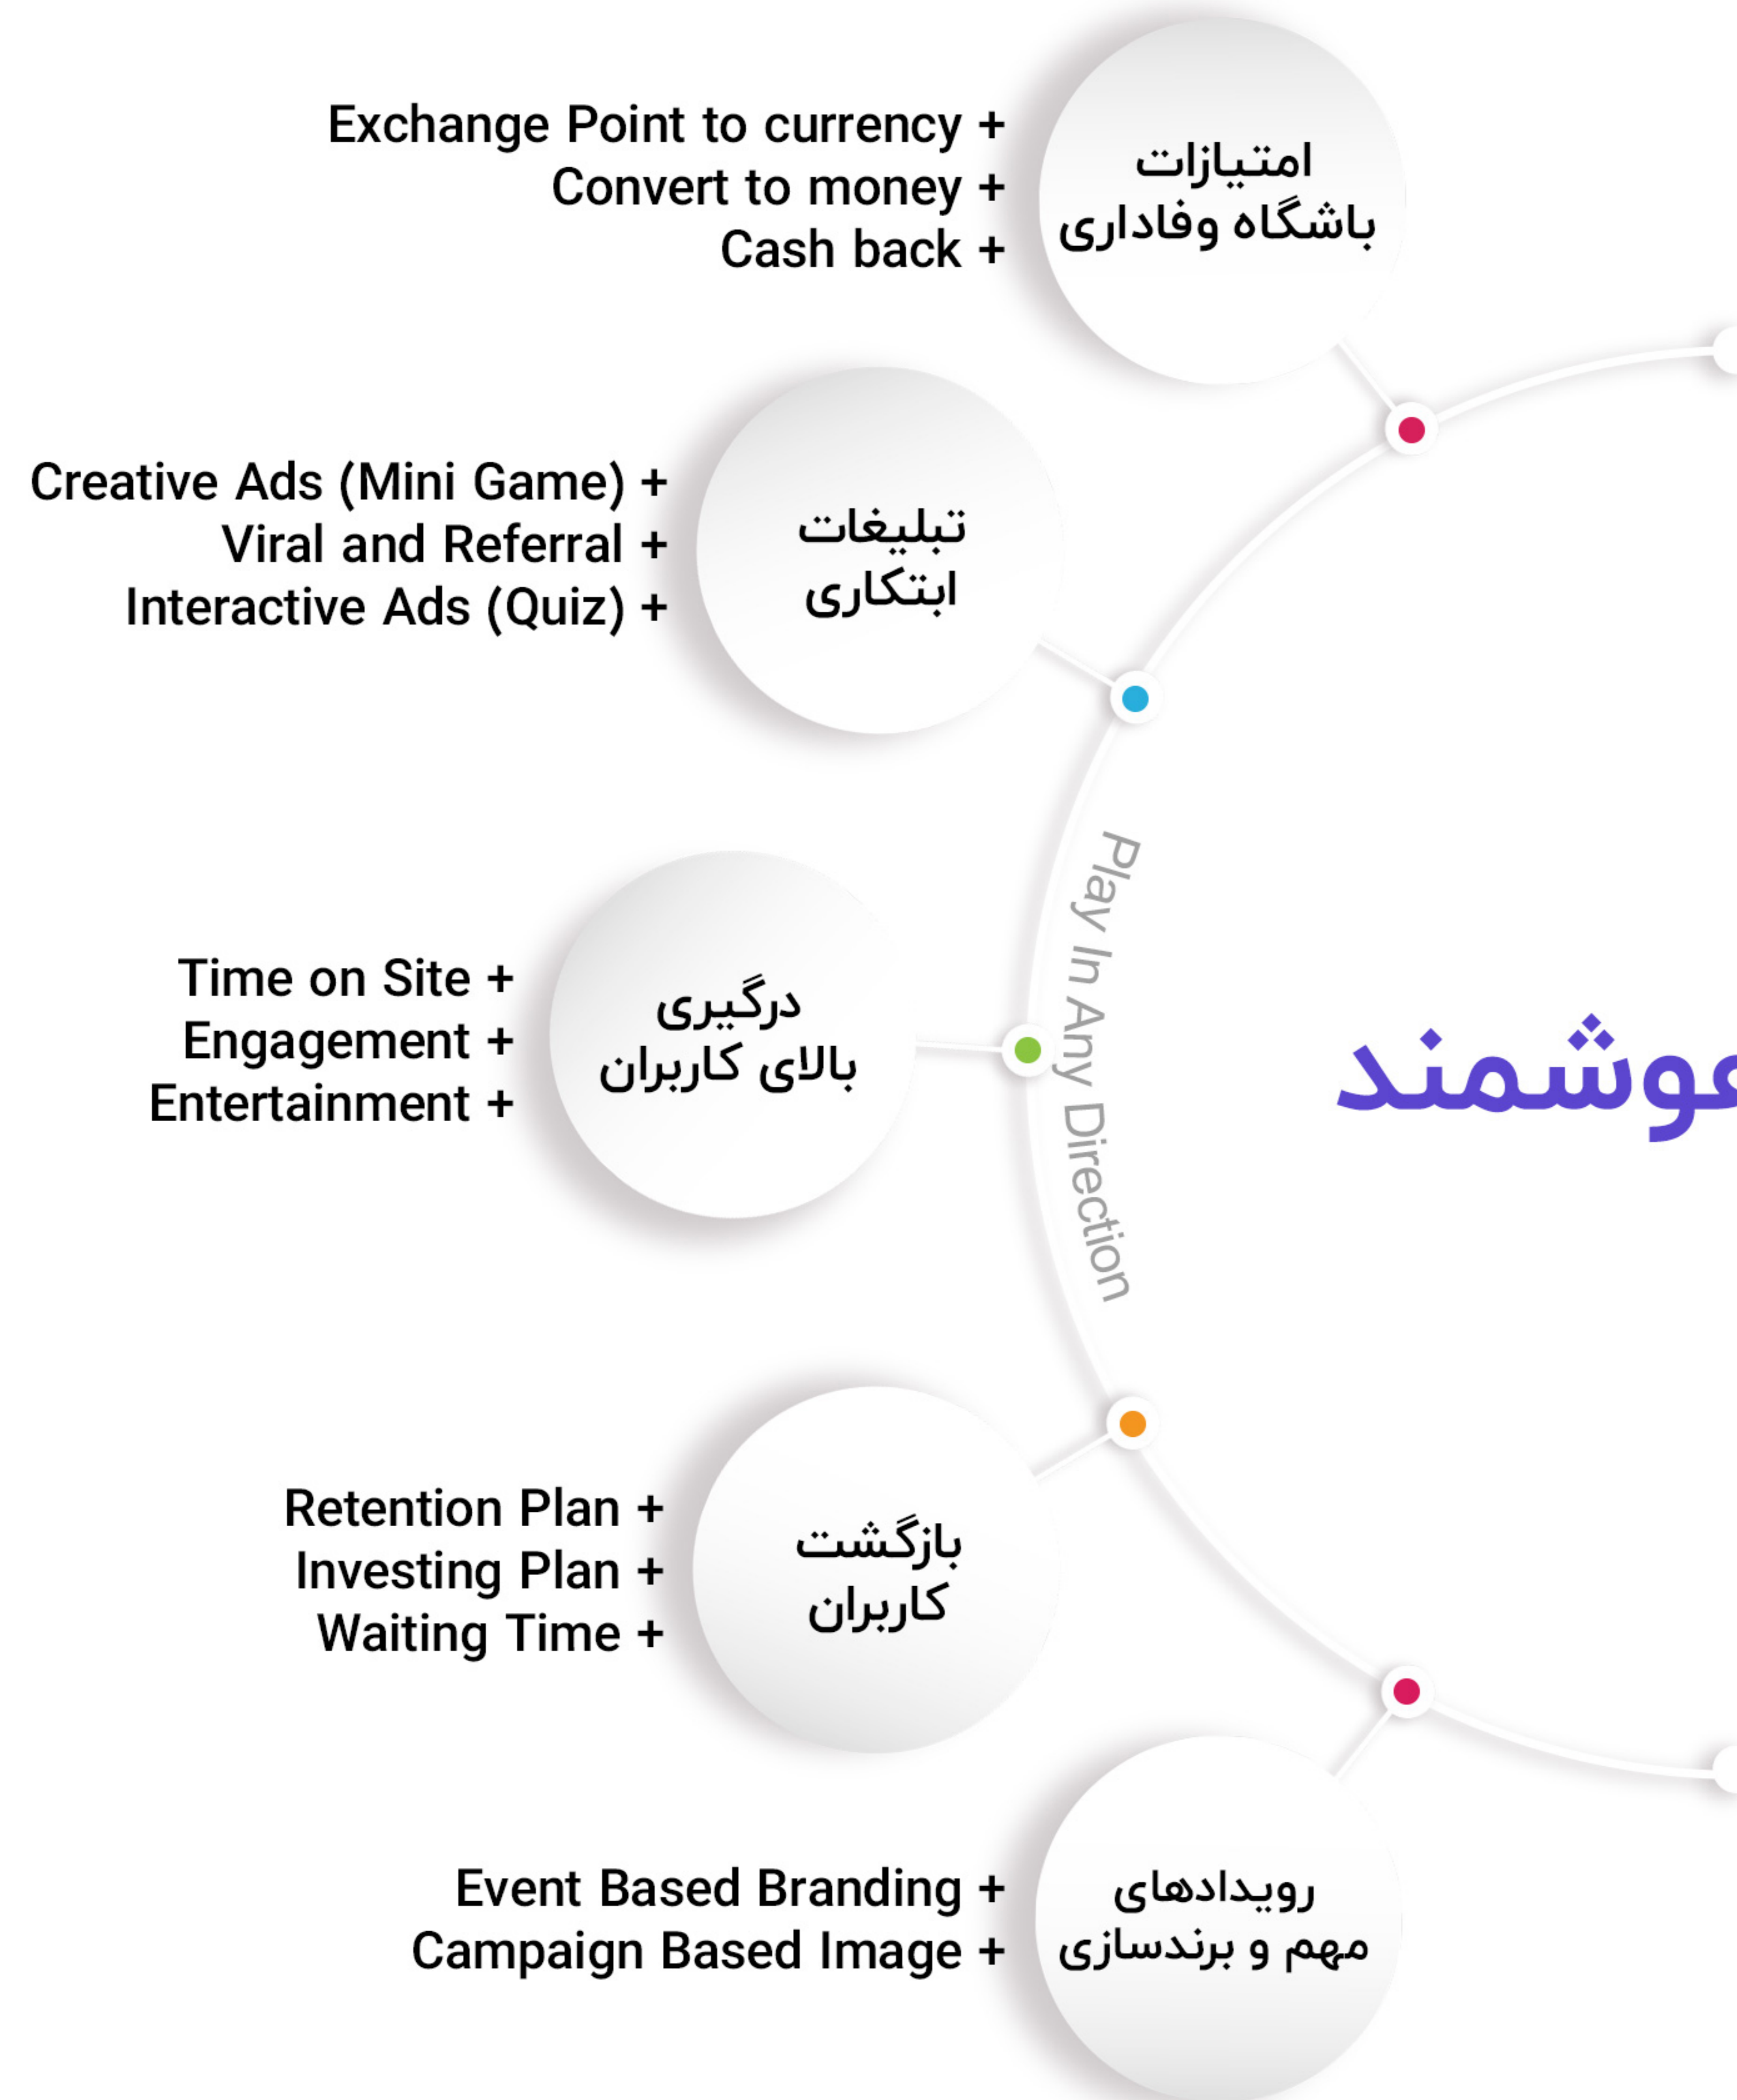 Exchange Point to currency +
Convert to money +
Cash back +
امتیازات
باشگاه وفاداری
Creative Ads (Mini Game) +
Viral and Referral +
Interactive Ads (Quiz) +
تبلیغات
ابتکاری
Play In Any Direction
Time on Site +
Engagement +
Entertainment +
درگیری
بالای کاربران
هوشمند
Retention Plan +
Investing Plan +
Waiting Time +
بازگشت
کاربران
Event Based Branding +
Campaign Based Image +
رویدادهای
مهم و برندسازی